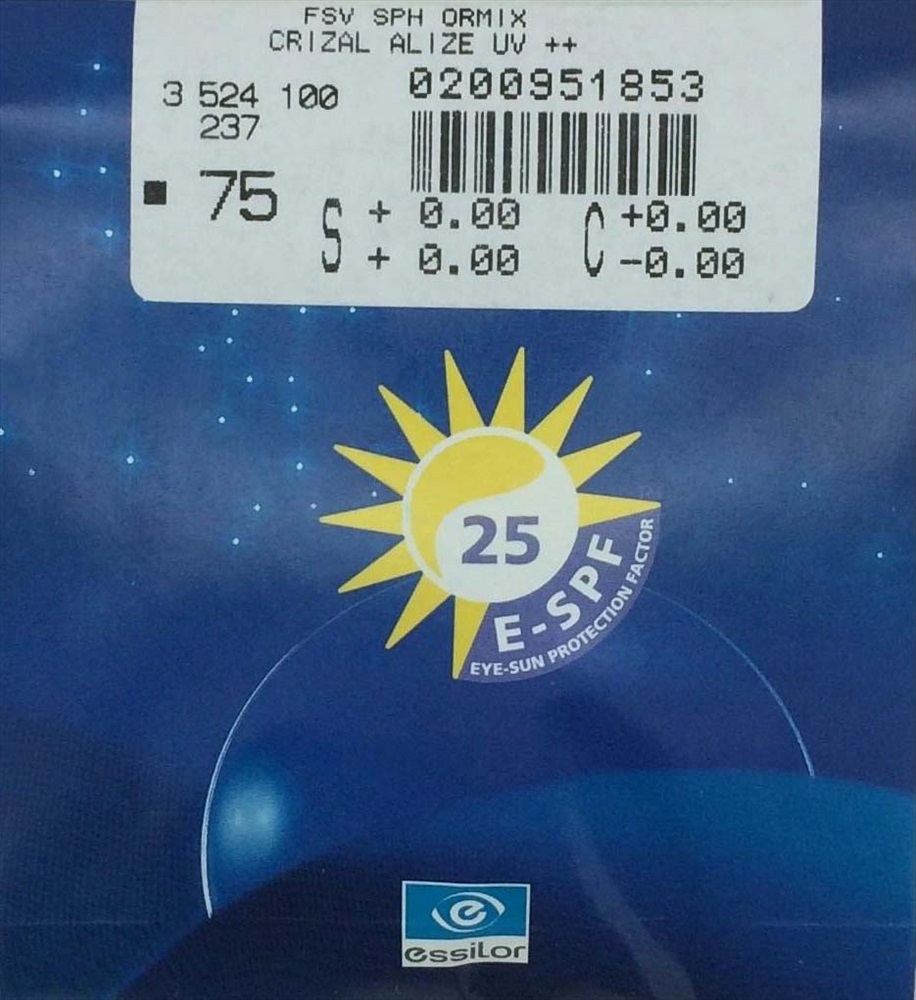 FSV SPH ORMIX
CRIZAL ALIZE UV ++
3 524 100
237
0200951853
75
S + 0.00 C +0.00
+ 0.00 -0.00
25
E-SPF
EYE-SUN PROTECTION FACTOR
essilor